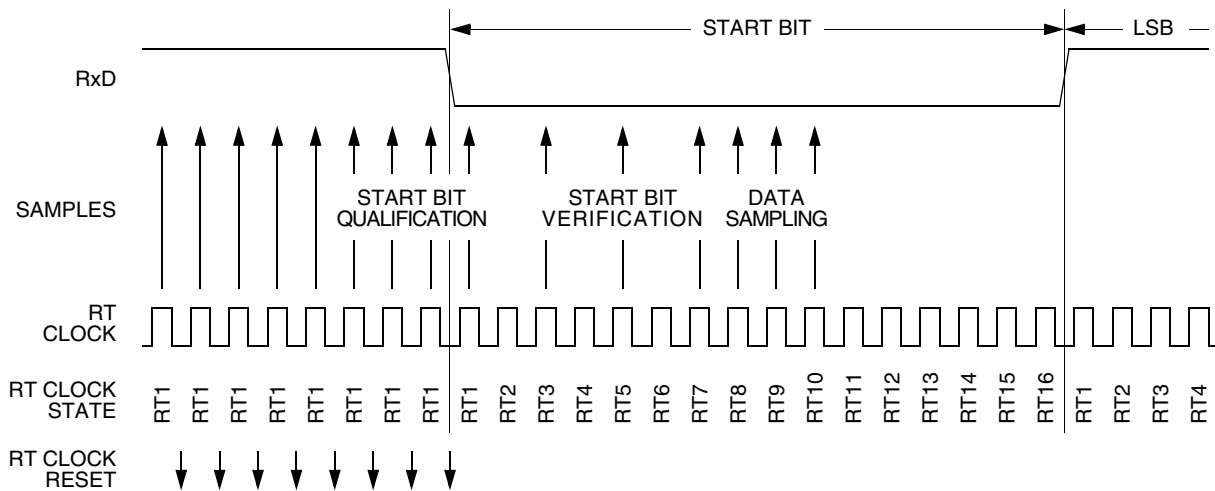 START BIT
LSB
RxD
SAMPLES
START BIT
QUALIFICATION
START BIT
VERIFICATION
DATA
SAMPLING
RT
CLOCK
RT CLOCK
STATE
RT1 RT1 RT1 RT1 RT1 RT1 RT1 RT1 RT1 RT2 RT3 RT4 RT5 RT6 RT7 RT8 RT9 RT10 RT11 RT12 RT13 RT14 RT15 RT16 RT1 RT2 RT3 RT4
RT CLOCK
RESET